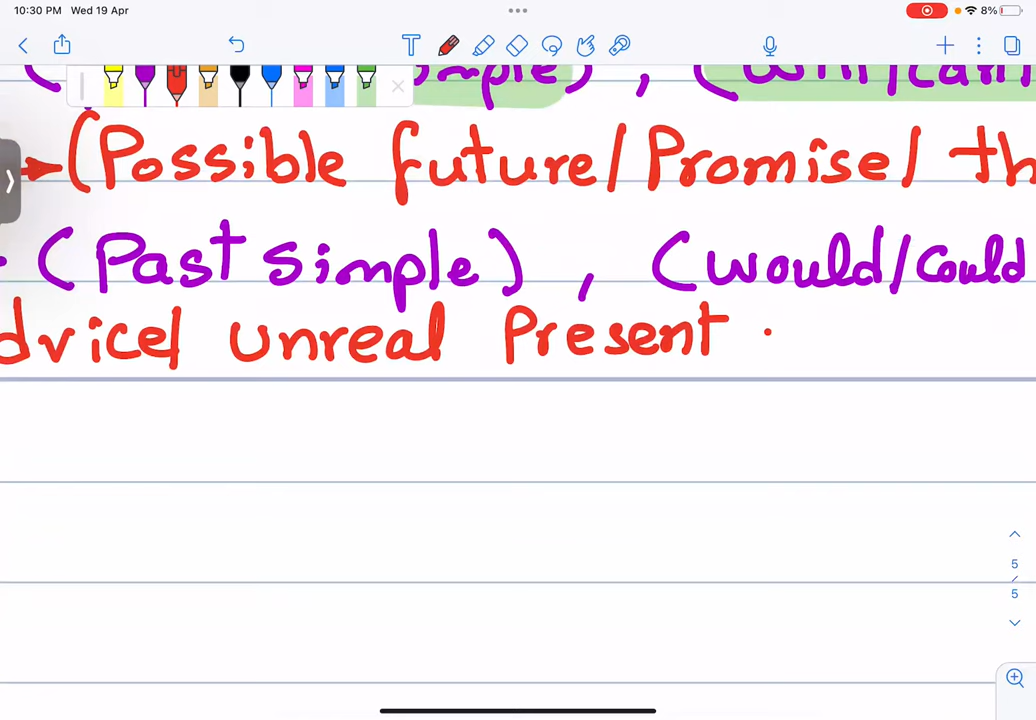 10:30 PM Wed 19 Apr
8%
(Possible future/Promise/ th
(Past simple) , (would/Could
dvice/ unreal Present .
5
5